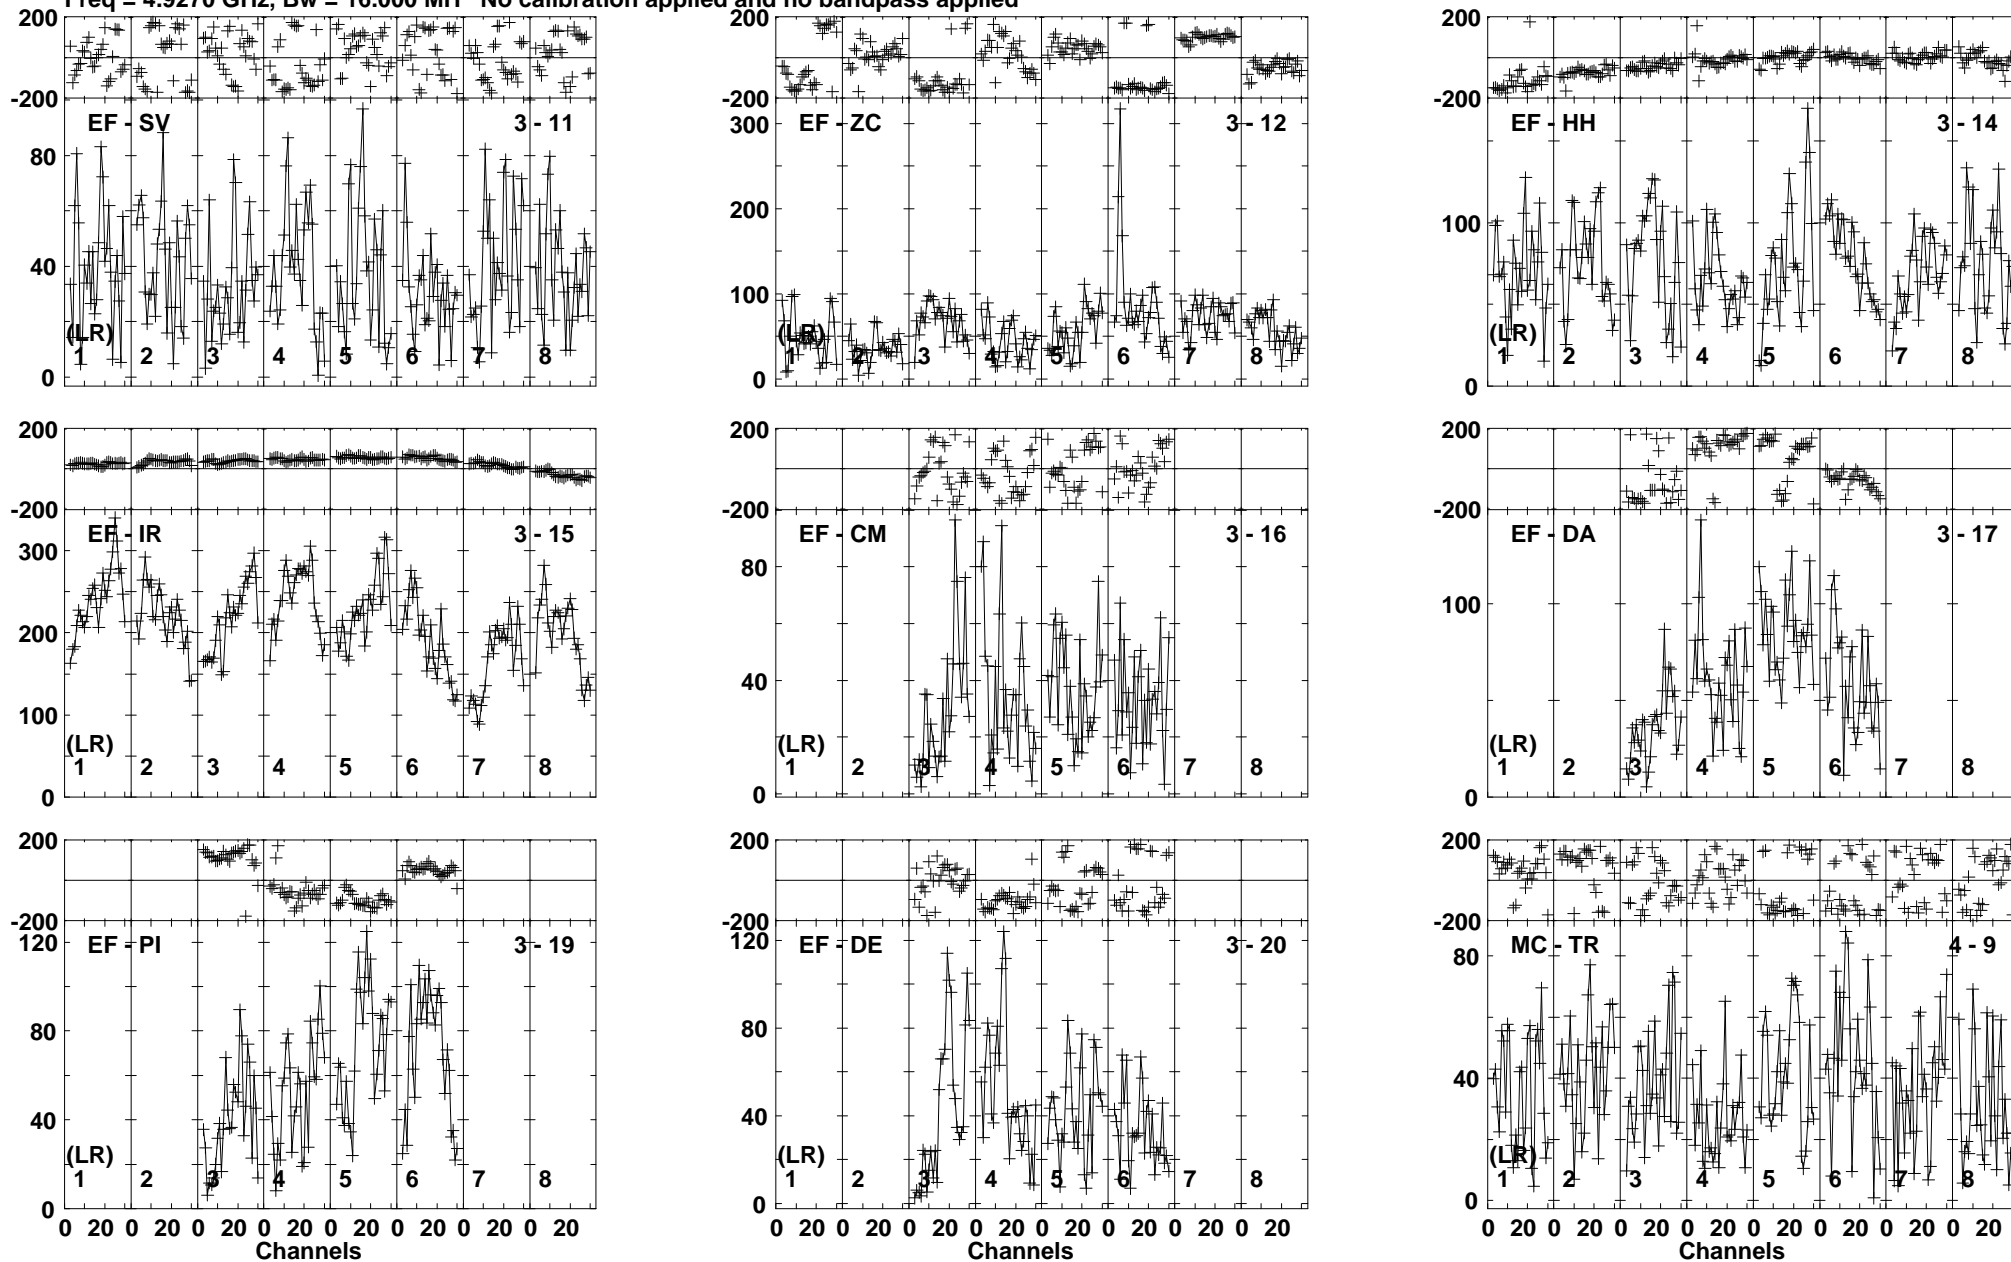 Freq = 4.9270 GHz, Bw = 16.000 MH No calibration applied and no bandpass applied
200
-200
EF - SV 3 - 11
80
40
0
(LR)
1 2 3 4 5 6 7 8
200
-200
EF - ZC 3 - 12
300
200
100
0
(LR)
1 2 3 4 5 6 7 8
200
-200
EF - HH 3 - 14
100
0
(LR)
1 2 3 4 5 6 7 8
200
-200
EF - IR 3 - 15
300
200
100
0
(LR)
1 2 3 4 5 6 7 8
200
-200
EF - CM 3 - 16
80
40
0
(LR)
1 2 3 4 5 6 7 8
200
-200
EF - DA 3 - 17
100
0
(LR)
1 2 3 4 5 6 7 8
200
-200
EF - PI 3 - 19
120
80
40
0
(LR)
1 2 3 4 5 6 7 8
0 20 0 20 0 20 0 20 0 20 0 20 0 20 0 20
Channels
200
-200
EF - DE 3 - 20
120
80
40
0
(LR)
1 2 3 4 5 6 7 8
0 20 0 20 0 20 0 20 0 20 0 20 0 20 0 20
Channels
200
-200
MC - TR 4 - 9
80
40
0
(LR)
1 2 3 4 5 6 7 8
0 20 0 20 0 20 0 20 0 20 0 20 0 20 0 20
Channels